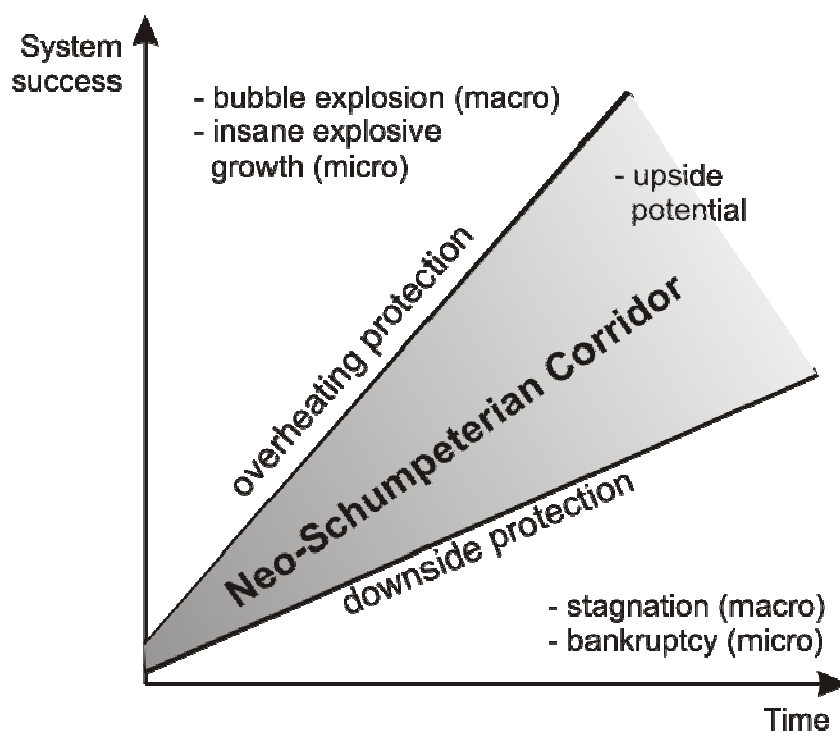 System
success
- bubble explosion (macro)
- insane explosive
growth (micro)
- upside
potential
overheating protection
Neo-Schumpeterian Corridor
downside protection
- stagnation (macro)
- bankruptcy (micro)
Time